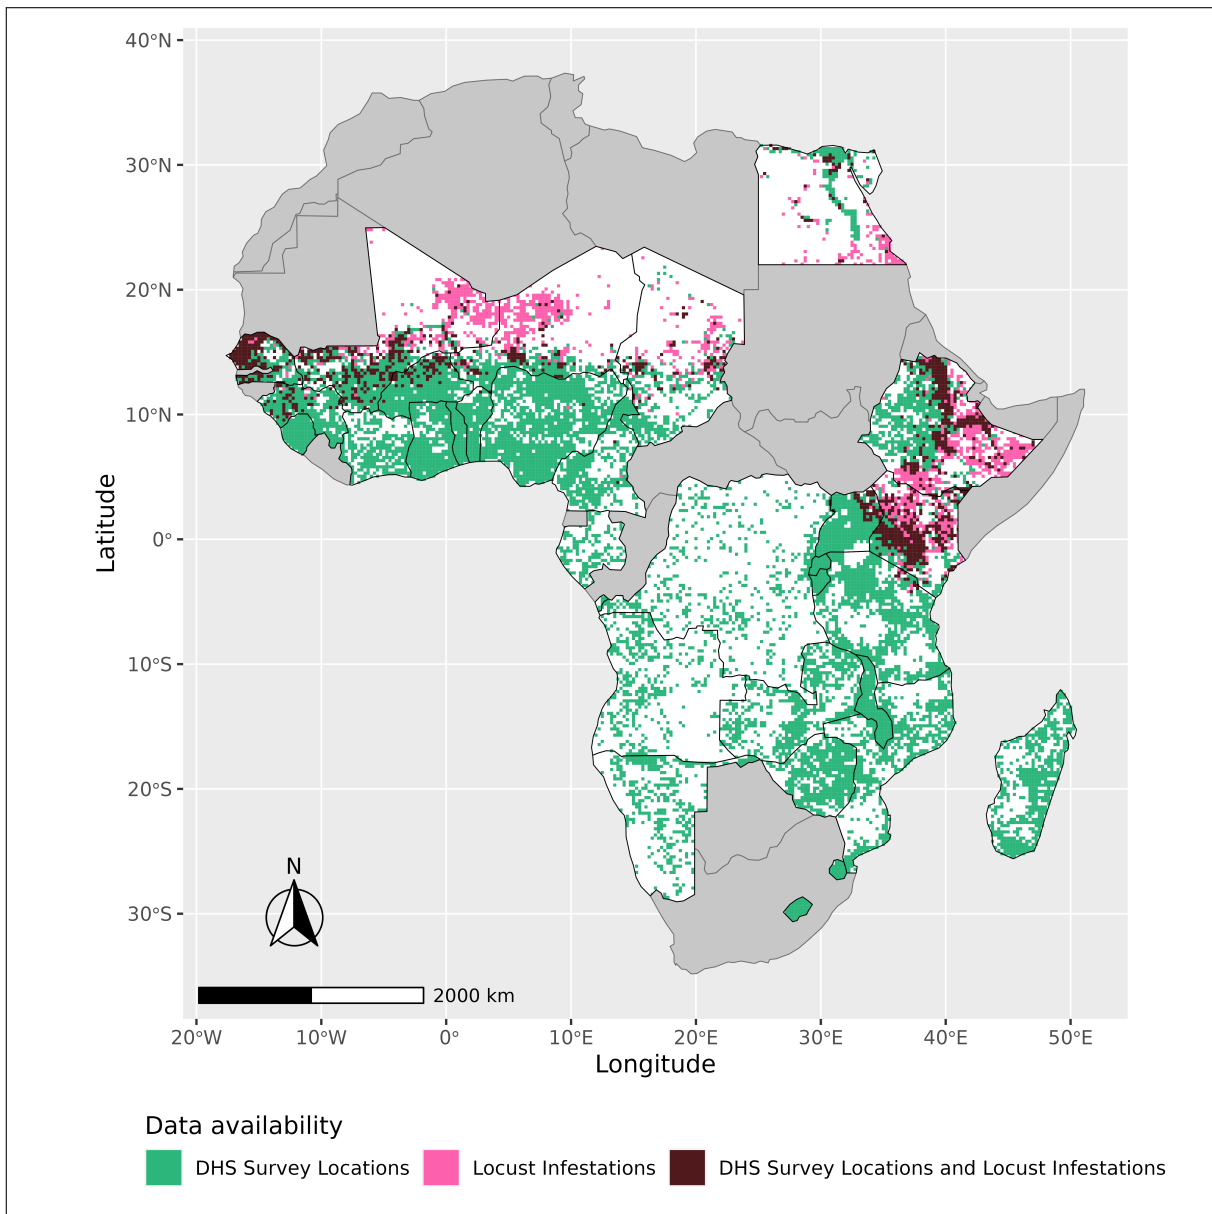 40°N
30°N
20°N
10°N
0°
10°S
20°S
30°S
Latitude
N
2000 km
20°W 10°W 0° 10°E 20°E 30°E 40°E 50°E
Longitude
Data availability
DHS Survey Locations Locust Infestations DHS Survey Locations and Locust Infestations